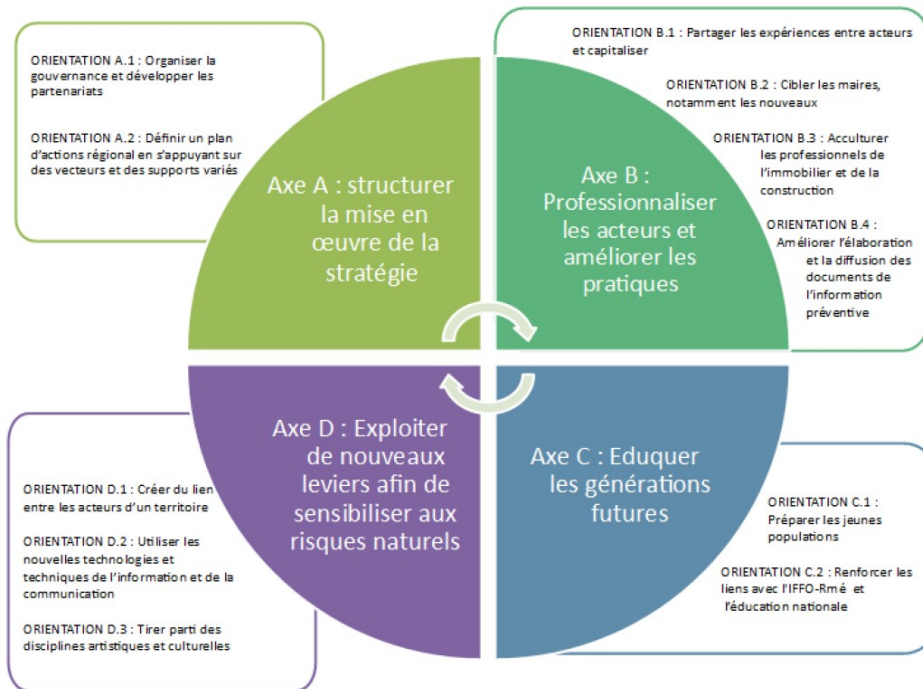 ORIENTATION A.1 : Organiser la
gouvernance et développer les
partenariats
ORIENTATION A.2 : Définir un plan
d'actions régional en s'appuyant sur
des vecteurs et des supports variés
Axe A : structurer
la mise en
œuvre de la
stratégie
ORIENTATION B.1 : Partager les expériences entre acteurs
et capitaliser
ORIENTATION B.2 : Cibler les maires,
notamment les nouveaux
ORIENTATION B.3 : Acculturer
les professionnels de
l'immobilier et de la
construction
ORIENTATION B.4 :
Améliorer l'élaboration
et la diffusion des
documents de
l'information
préventive
Axe B :
Professionnaliser
les acteurs et
améliorer les
pratiques
Axe D : Exploiter
de nouveaux
leviers afin de
sensibiliser aux
risques naturels
ORIENTATION D.1 : Créer du lien
entre les acteurs d'un territoire
ORIENTATION D.2 : Utiliser les
nouvelles technologies et
techniques de l'information et de la
communication
ORIENTATION D.3 : Tirer parti des
disciplines artistiques et culturelles
Axe C : Eduquer
les générations
futures
ORIENTATION C.1 :
Préparer les jeunes
populations
ORIENTATION C.2 : Renforcer les
liens avec l'IFFO-Rmé et
l'éducation nationale